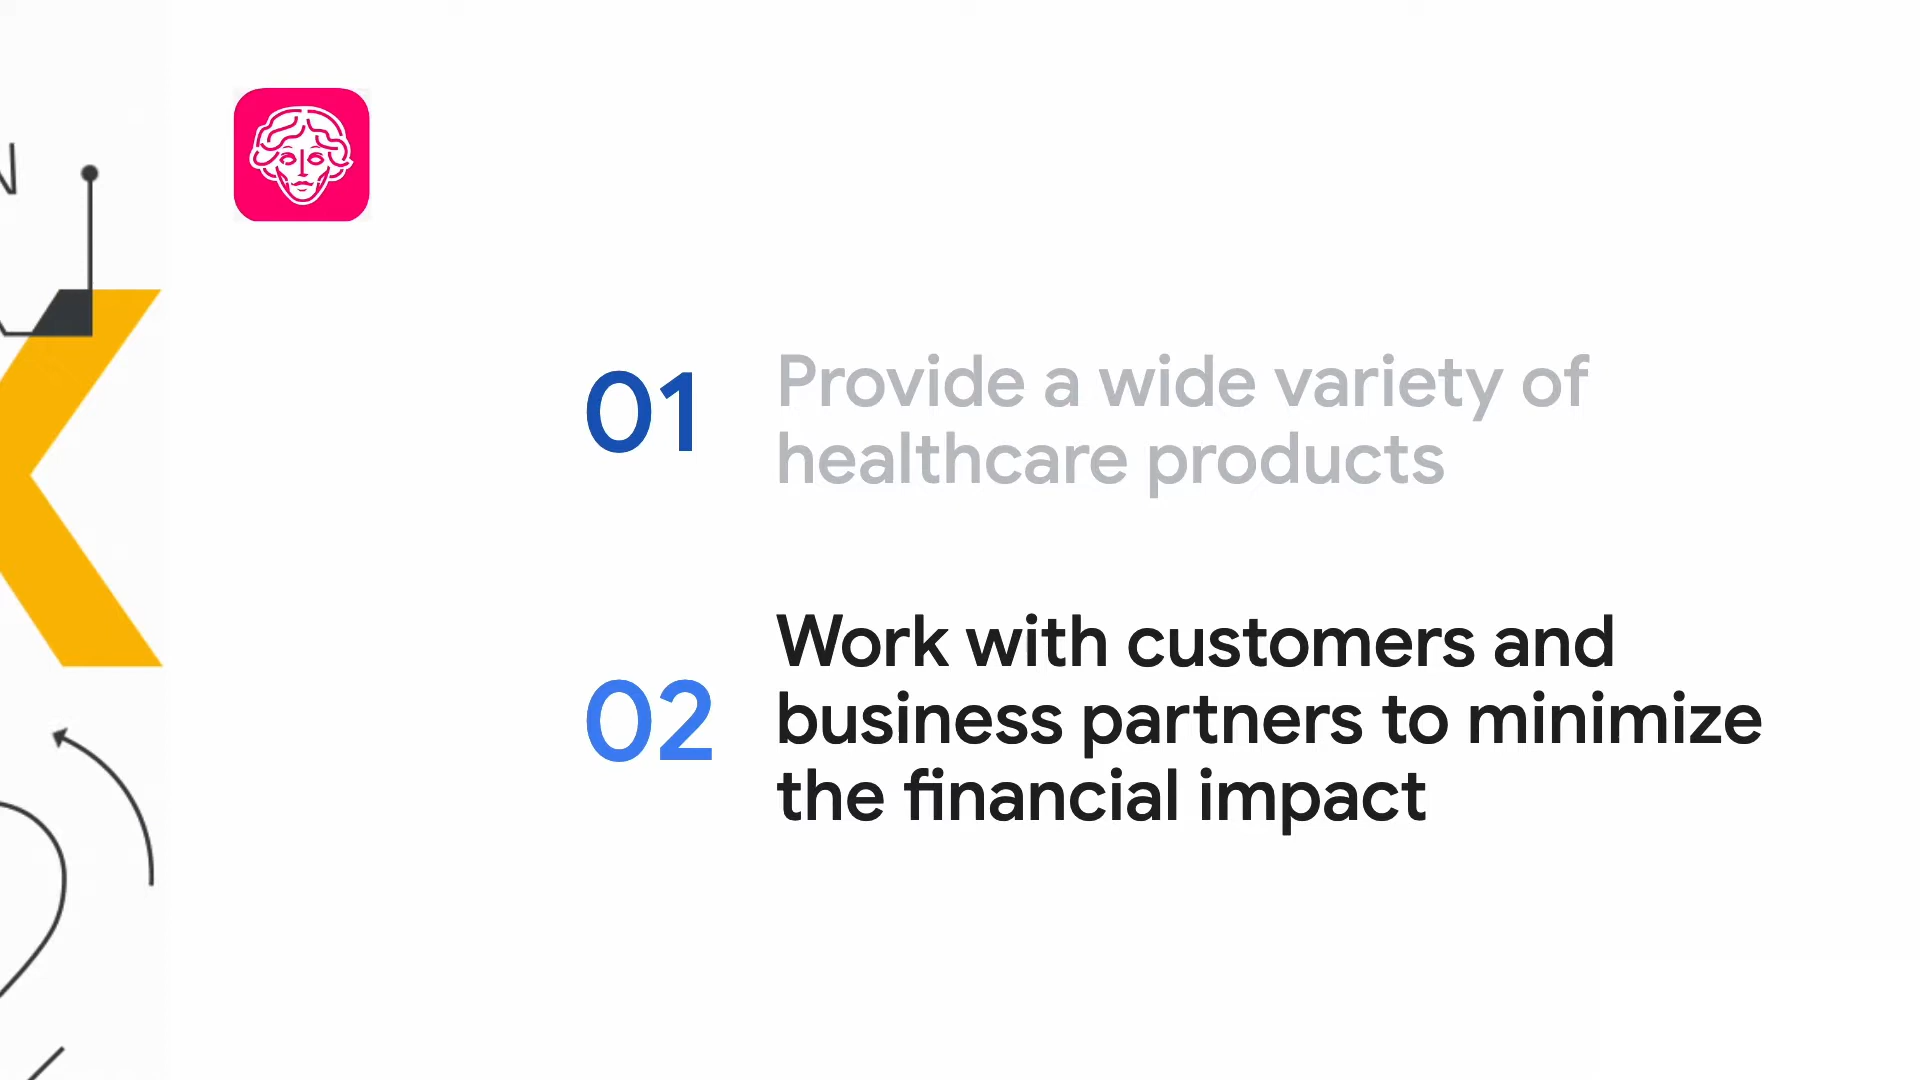 N
01
Provide a wide variety of
healthcare products
02
Work with customers and
business partners to minimize
the financial impact